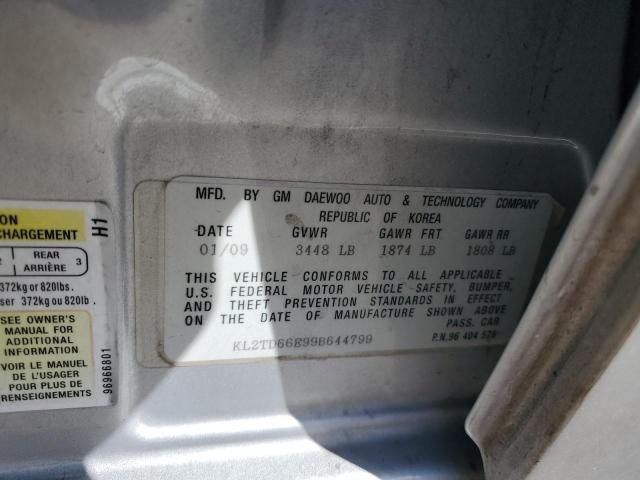 MFD. BY GM DAEWOO AUTO & TECHNOLOGY COMPANY
REPUBLIC OF KOREA
DATE GVWR GAWR FRT GAWR RR
01/09 3448 LB 1874 LB 1808 LB
THIS VEHICLE CONFORMS TO ALL APPLICABLE
U.S. FEDERAL MOTOR VEHICLE SAFETY, BUMPER,
AND THEFT PREVENTION STANDARDS IN EFFECT
ON THE DATE OF MANUFACTURE SHOWN ABOVE
PASS. CAR
KL2TD66E99B644799
P.N. 96 404 526
ON
CHARGEMENT
H1
2 REAR 3
ARRIÈRE
372kg or 820lbs.
ser 372kg ou 820lb.
SEE OWNER'S
MANUAL FOR
ADDITIONAL
INFORMATION
VOIR LE MANUEL
DE L'USAGER
POUR PLUS DE
RENSEIGNEMENTS
96966801